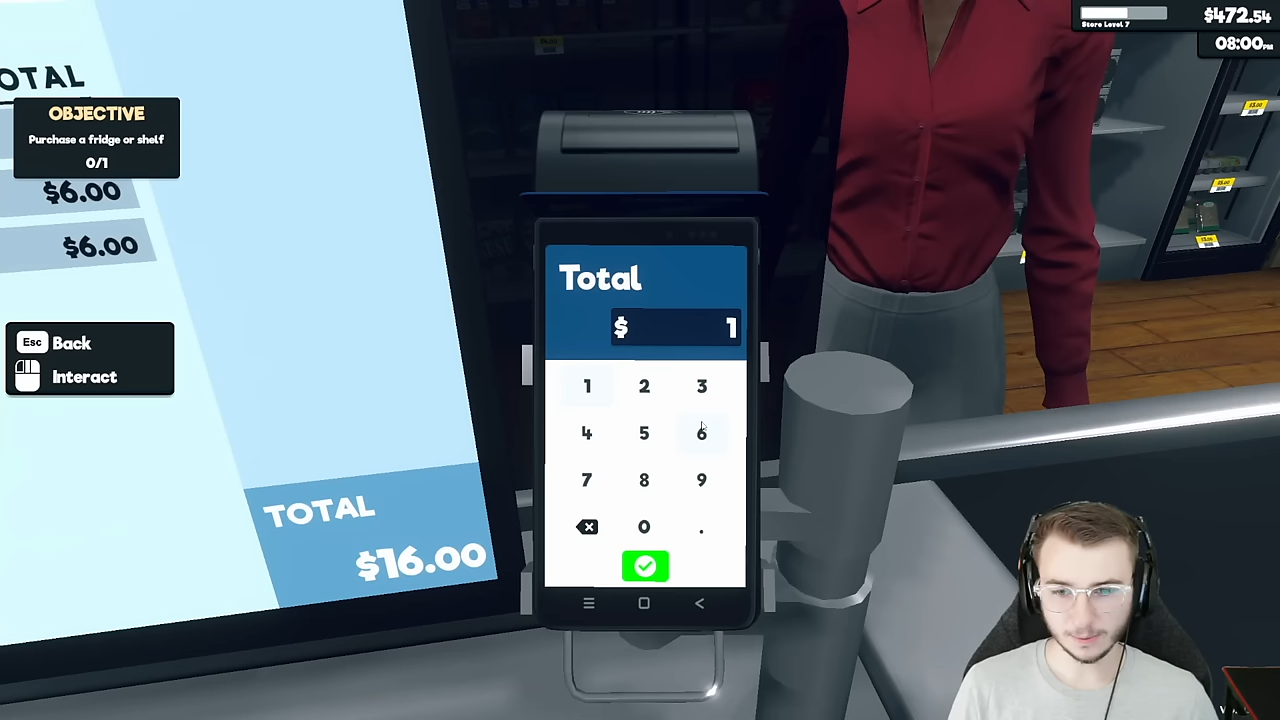 OTAL
OBJECTIVE
Purchase a fridge or shelf
0/1
$6.00
$6.00
Esc Back
Interact
TOTAL
$16.00
Total
$ 1
1 2 3
4 5 6
7 8 9
0 .
Store Level 7
$472.54
08:00PM